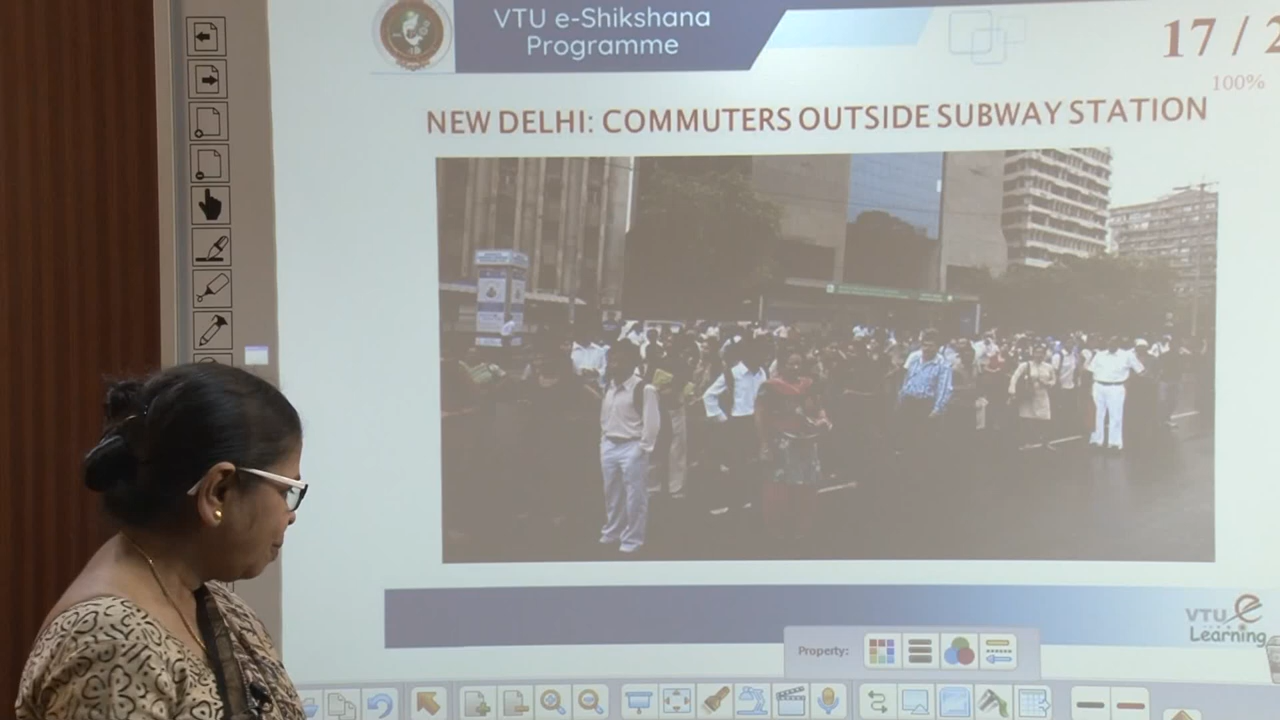 VTU e-Shikshana
Programme
17 / 2
100%
NEW DELHI: COMMUTERS OUTSIDE SUBWAY STATION
VTU e
Learning
Property: